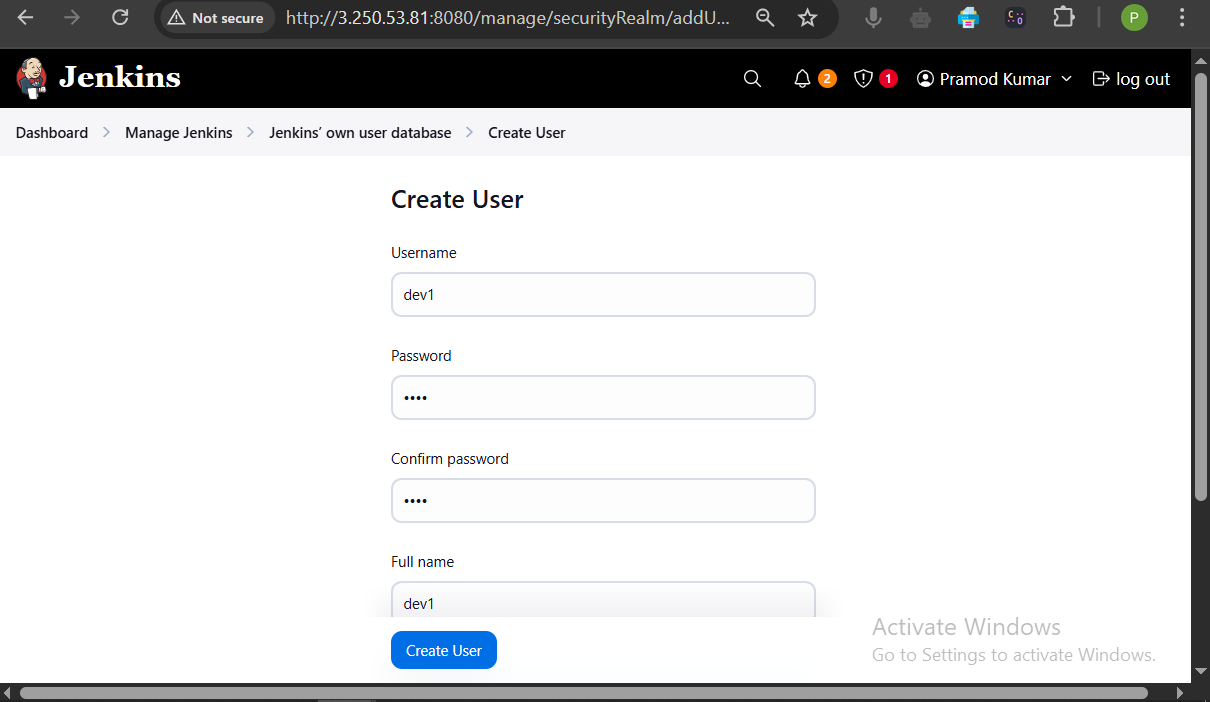 Not secure http://3.250.53.81:8080/manage/securityRealm/addU... P
Jenkins 2 1 Pramod Kumar log out
Dashboard Manage Jenkins Jenkins’ own user database Create User
Create User
Username
dev1
Password
••••
Confirm password
••••
Full name
dev1
Create User
Activate Windows
Go to Settings to activate Windows.